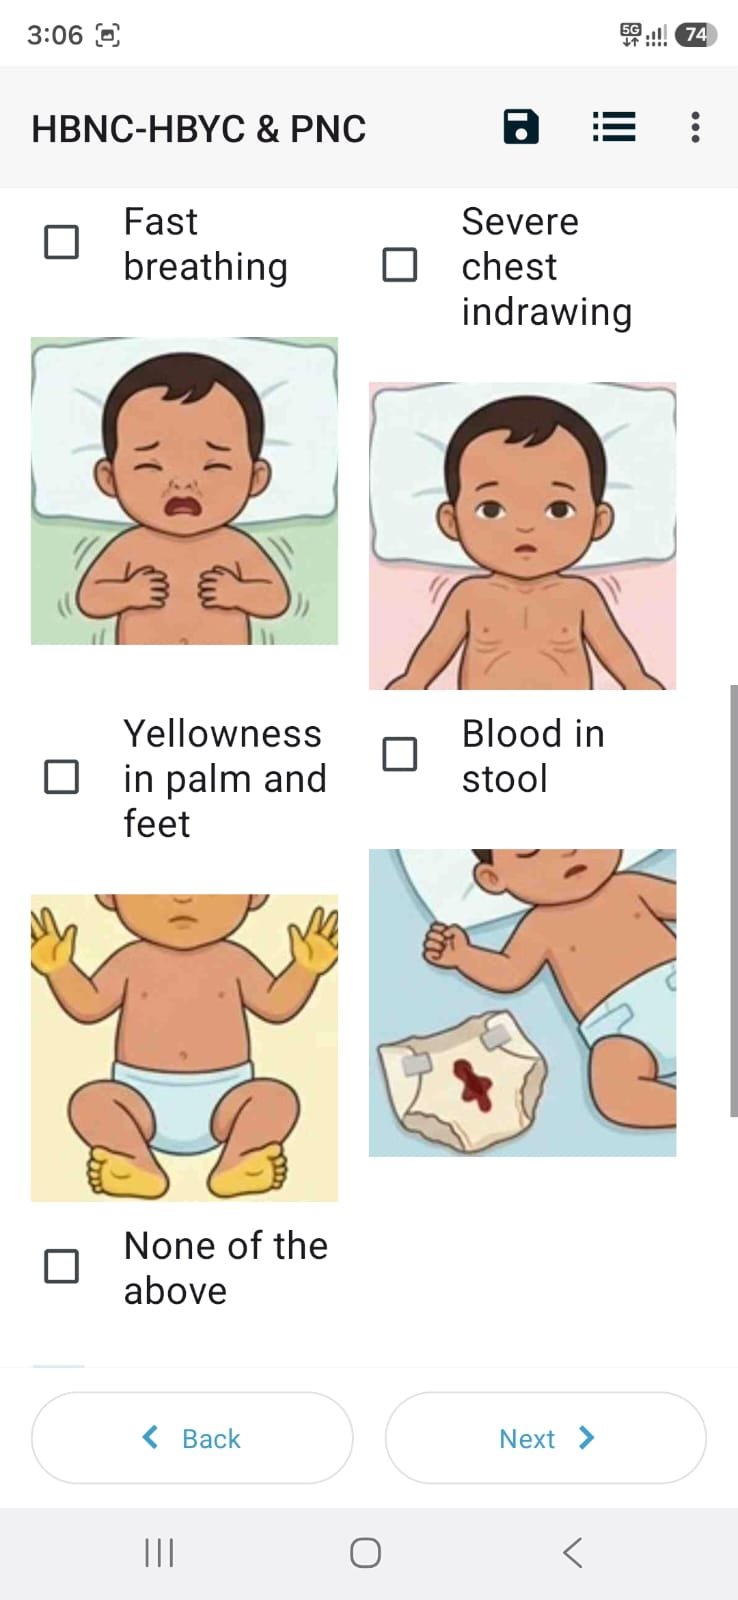 3:06
5G
74
HBNC-HBYC & PNC
Fast
breathing
Severe
chest
indrawing
Yellowness
in palm and
feet
Blood in
stool
None of the
above
Back
Next